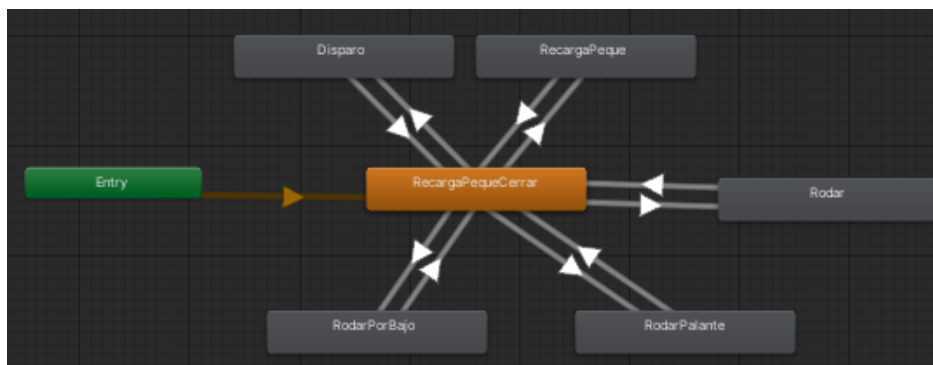 Disparo
RecargaPeque
Entry
RecargaPequeCerrar
Rodar
RodarPorBajo
RodarPalante